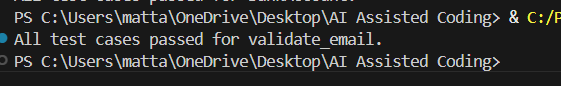 PS C:\Users\matta\OneDrive\Desktop\AI Assisted Coding> & C:/P
All test cases passed for validate_email.
PS C:\Users\matta\OneDrive\Desktop\AI Assisted Coding>